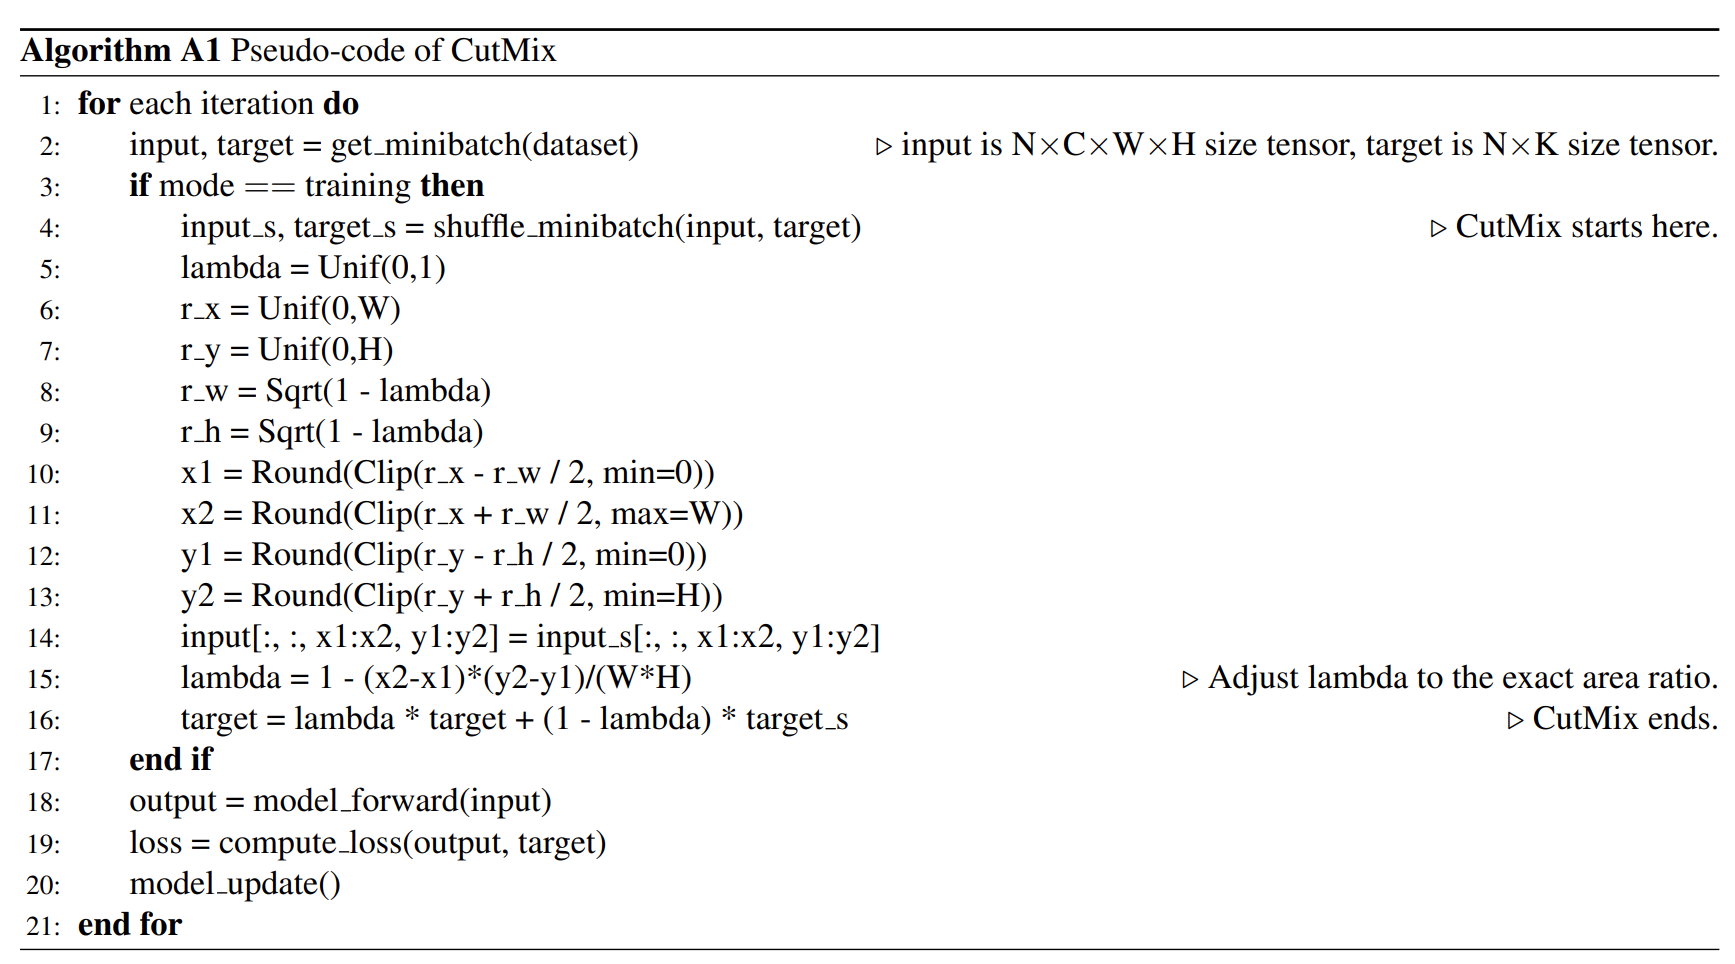 Algorithm A1 Pseudo-code of CutMix
1: for each iteration do
2: input, target = get_minibatch(dataset) ▷ input is N×C×W×H size tensor, target is N×K size tensor.
3: if mode == training then
4: input_s, target_s = shuffle_minibatch(input, target) ▷ CutMix starts here.
5: lambda = Unif(0,1)
6: r_x = Unif(0,W)
7: r_y = Unif(0,H)
8: r_w = Sqrt(1 - lambda)
9: r_h = Sqrt(1 - lambda)
10: x1 = Round(Clip(r_x - r_w / 2, min=0))
11: x2 = Round(Clip(r_x + r_w / 2, max=W))
12: y1 = Round(Clip(r_y - r_h / 2, min=0))
13: y2 = Round(Clip(r_y + r_h / 2, min=H))
14: input[:, :, x1:x2, y1:y2] = input_s[:, :, x1:x2, y1:y2]
15: lambda = 1 - (x2-x1)*(y2-y1)/(W*H) ▷ Adjust lambda to the exact area ratio.
16: target = lambda * target + (1 - lambda) * target_s ▷ CutMix ends.
17: end if
18: output = model_forward(input)
19: loss = compute_loss(output, target)
20: model_update()
21: end for